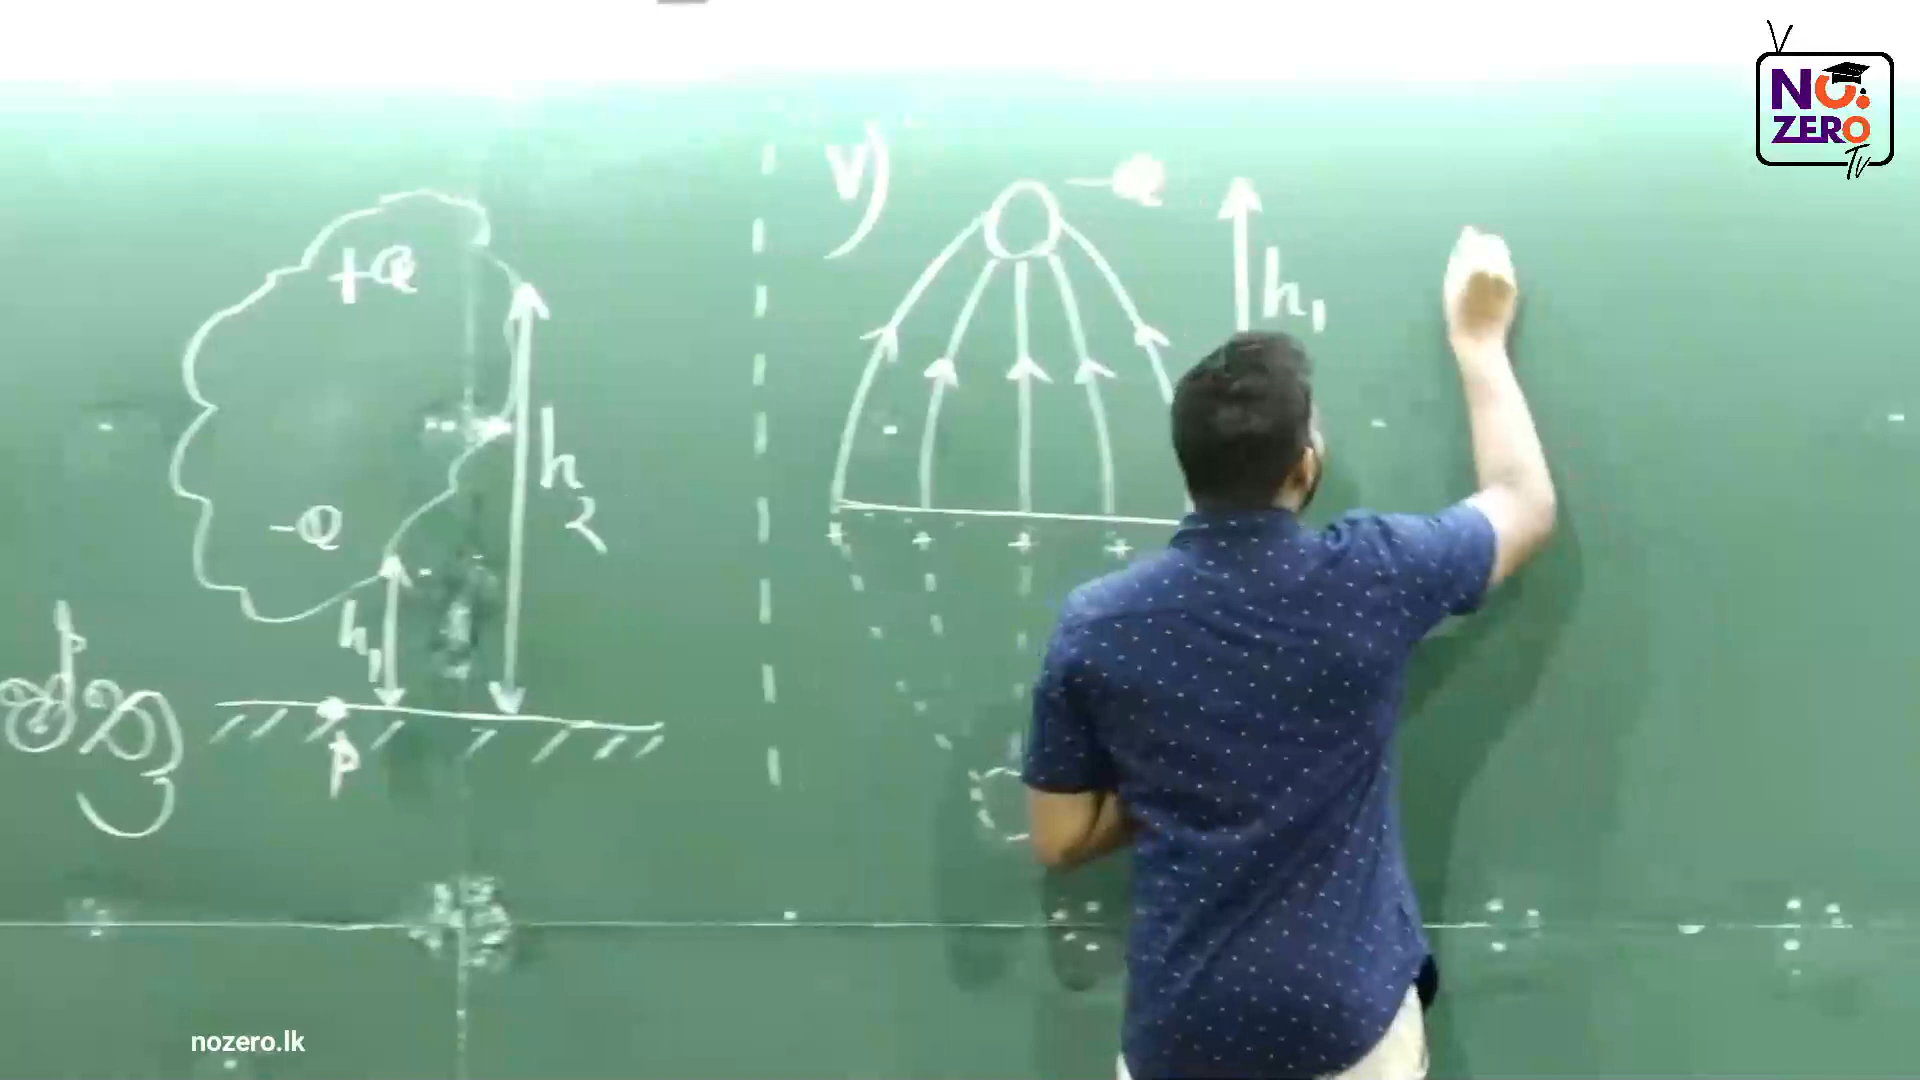 NO.
ZERO
Tv
v)
-Q
h₁
+Q
h₂
-Q
h₁
P
+ + + +
nozero.lk